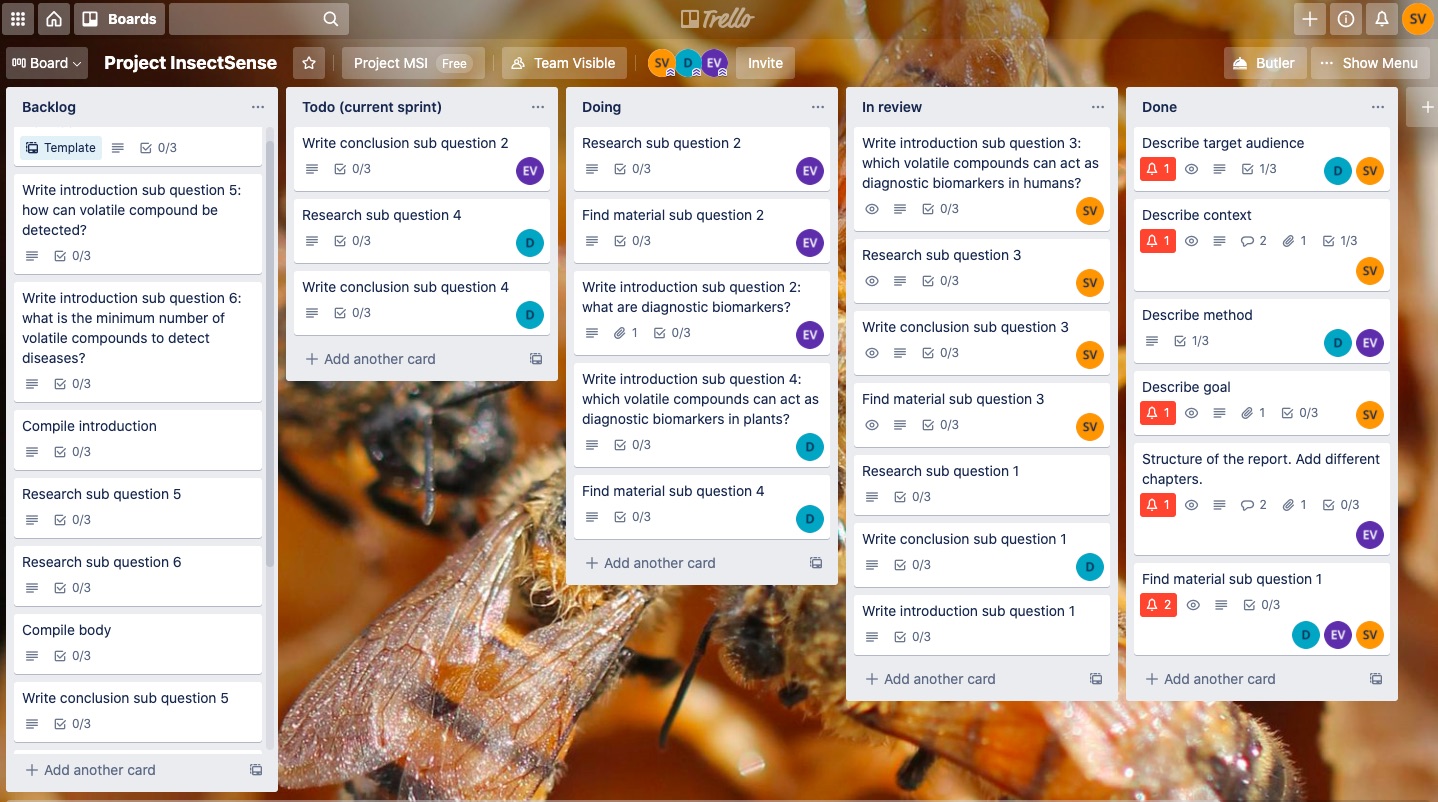 Boards
Trello
SV
Board
Project InsectSense
Project MSI Free
Team Visible
SV D EV
Invite
Butler
... Show Menu
Backlog
Template 0/3
Write introduction sub question 5:
how can volatile compound be
detected?
0/3
Write introduction sub question 6:
what is the minimum number of
volatile compounds to detect
diseases?
0/3
Compile introduction
0/3
Research sub question 5
0/3
Research sub question 6
0/3
Compile body
0/3
Write conclusion sub question 5
0/3
+ Add another card
Todo (current sprint)
Write conclusion sub question 2
0/3
EV
Research sub question 4
0/3
D
Write conclusion sub question 4
0/3
D
+ Add another card
Doing
Research sub question 2
0/3
EV
Find material sub question 2
0/3
EV
Write introduction sub question 2:
what are diagnostic biomarkers?
1 0/3
EV
Write introduction sub question 4:
which volatile compounds can act as
diagnostic biomarkers in plants?
0/3
D
Find material sub question 4
0/3
D
+ Add another card
In review
Write introduction sub question 3:
which volatile compounds can act as
diagnostic biomarkers in humans?
0/3
SV
Research sub question 3
0/3
SV
Write conclusion sub question 3
0/3
SV
Find material sub question 3
0/3
SV
Research sub question 1
0/3
Write conclusion sub question 1
0/3
D
Write introduction sub question 1
0/3
+ Add another card
Done
Describe target audience
1 1/3
D SV
Describe context
1 2 1 1/3
SV
Describe method
1/3
D EV
Describe goal
1 1 0/3
SV
Structure of the report. Add different
chapters.
1 2 1 0/3
EV
Find material sub question 1
2 0/3
D EV SV
+ Add another card